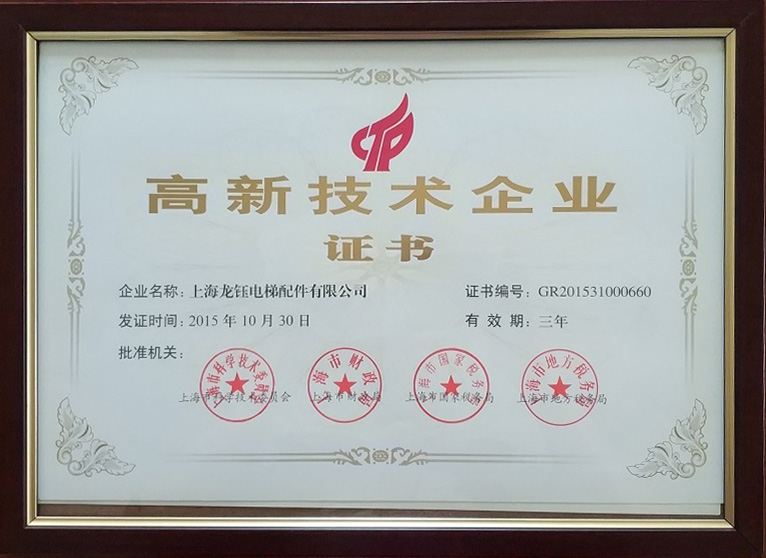 高新技术企业
证书
企业名称：上海龙钰电梯配件有限公司 证书编号：GR201531000660
发证时间：2015 年 10 月 30 日 有 效 期：三年
批准机关：
上海市科学技术委员会 上海市财政局 上海市国家税务局 上海市地方税务局